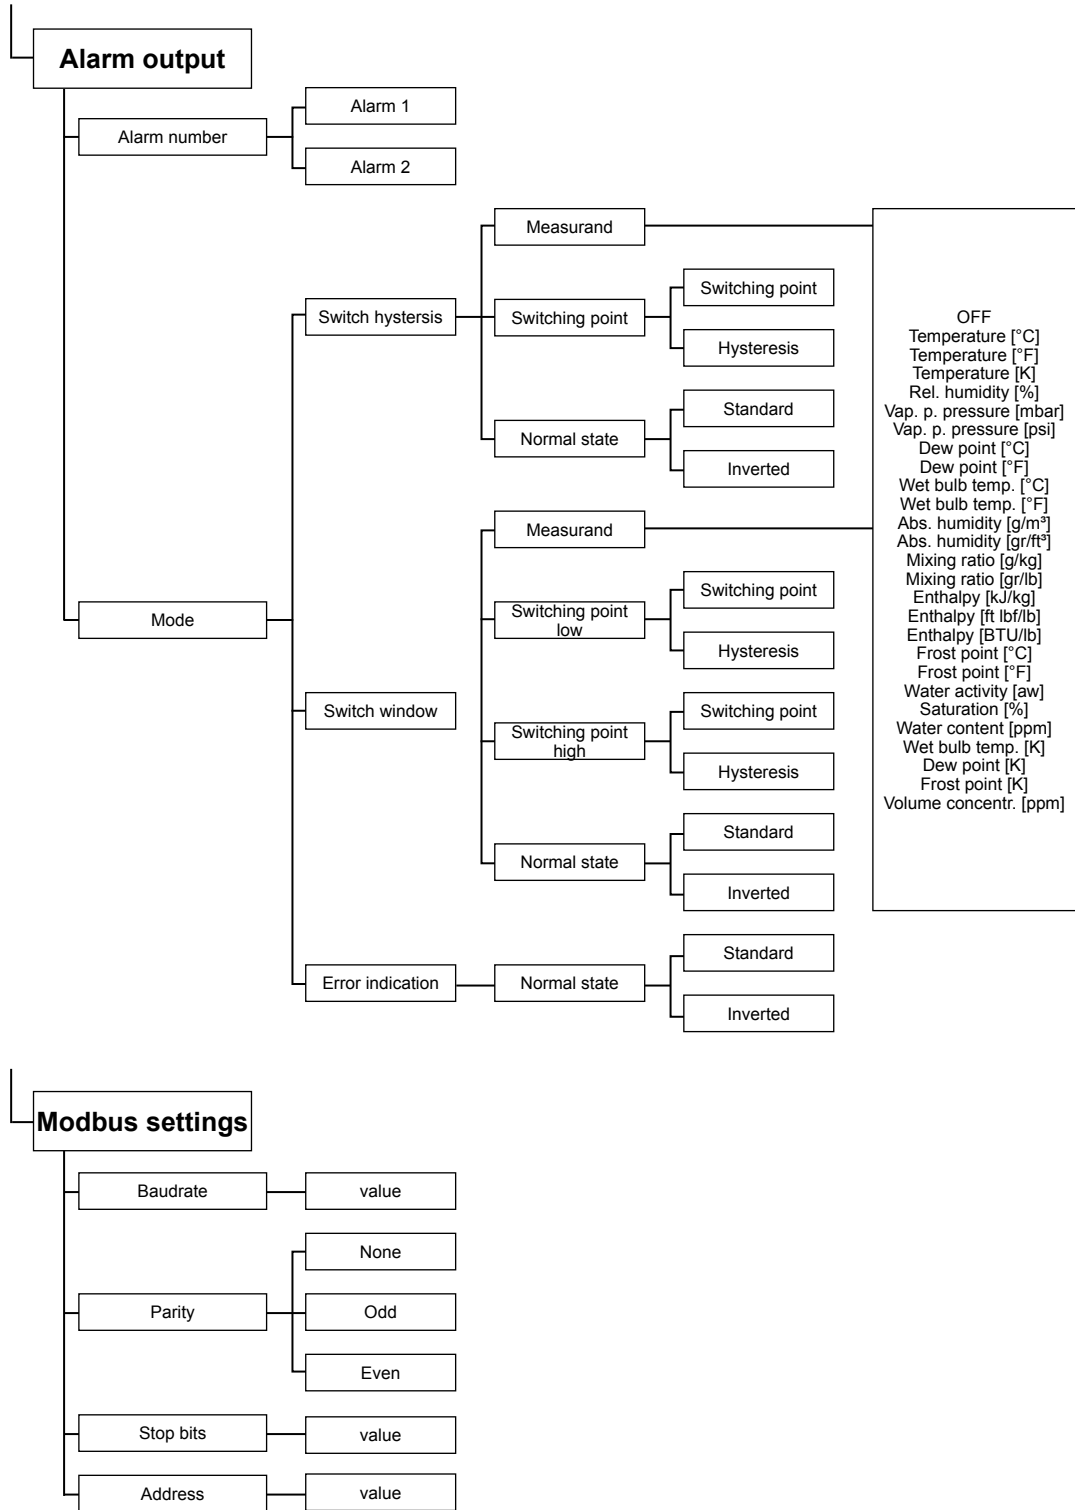 Alarm output
Alarm number
Alarm 1
Alarm 2
Mode
Switch hystersis
Measurand
Switching point
Switching point
Hysteresis
Normal state
Standard
Inverted
Switch window
Measurand
Switching point
low
Switching point
Hysteresis
Switching point
high
Switching point
Hysteresis
Normal state
Standard
Inverted
Error indication
Normal state
Standard
Inverted
OFF
Temperature [°C]
Temperature [°F]
Temperature [K]
Rel. humidity [%]
Vap. p. pressure [mbar]
Vap. p. pressure [psi]
Dew point [°C]
Dew point [°F]
Wet bulb temp. [°C]
Wet bulb temp. [°F]
Abs. humidity [g/m³]
Abs. humidity [gr/ft³]
Mixing ratio [g/kg]
Mixing ratio [gr/lb]
Enthalpy [kJ/kg]
Enthalpy [ft lbf/lb]
Enthalpy [BTU/lb]
Frost point [°C]
Frost point [°F]
Water activity [aw]
Saturation [%]
Water content [ppm]
Wet bulb temp. [K]
Dew point [K]
Frost point [K]
Volume concentr. [ppm]
Modbus settings
Baudrate
value
Parity
None
Odd
Even
Stop bits
value
Address
value